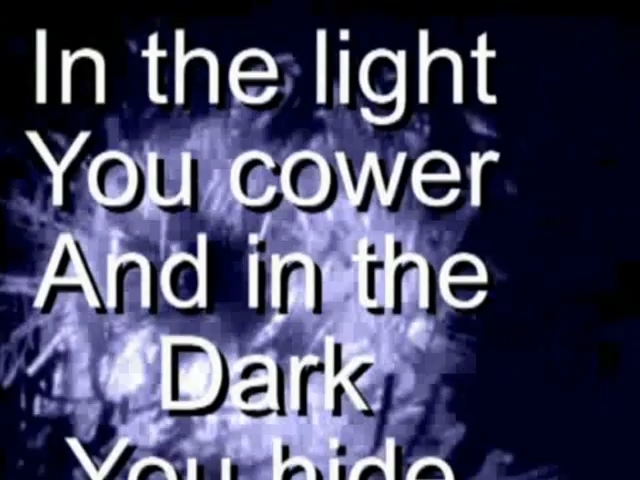 In the light
You cower
And in the
Dark
You hide